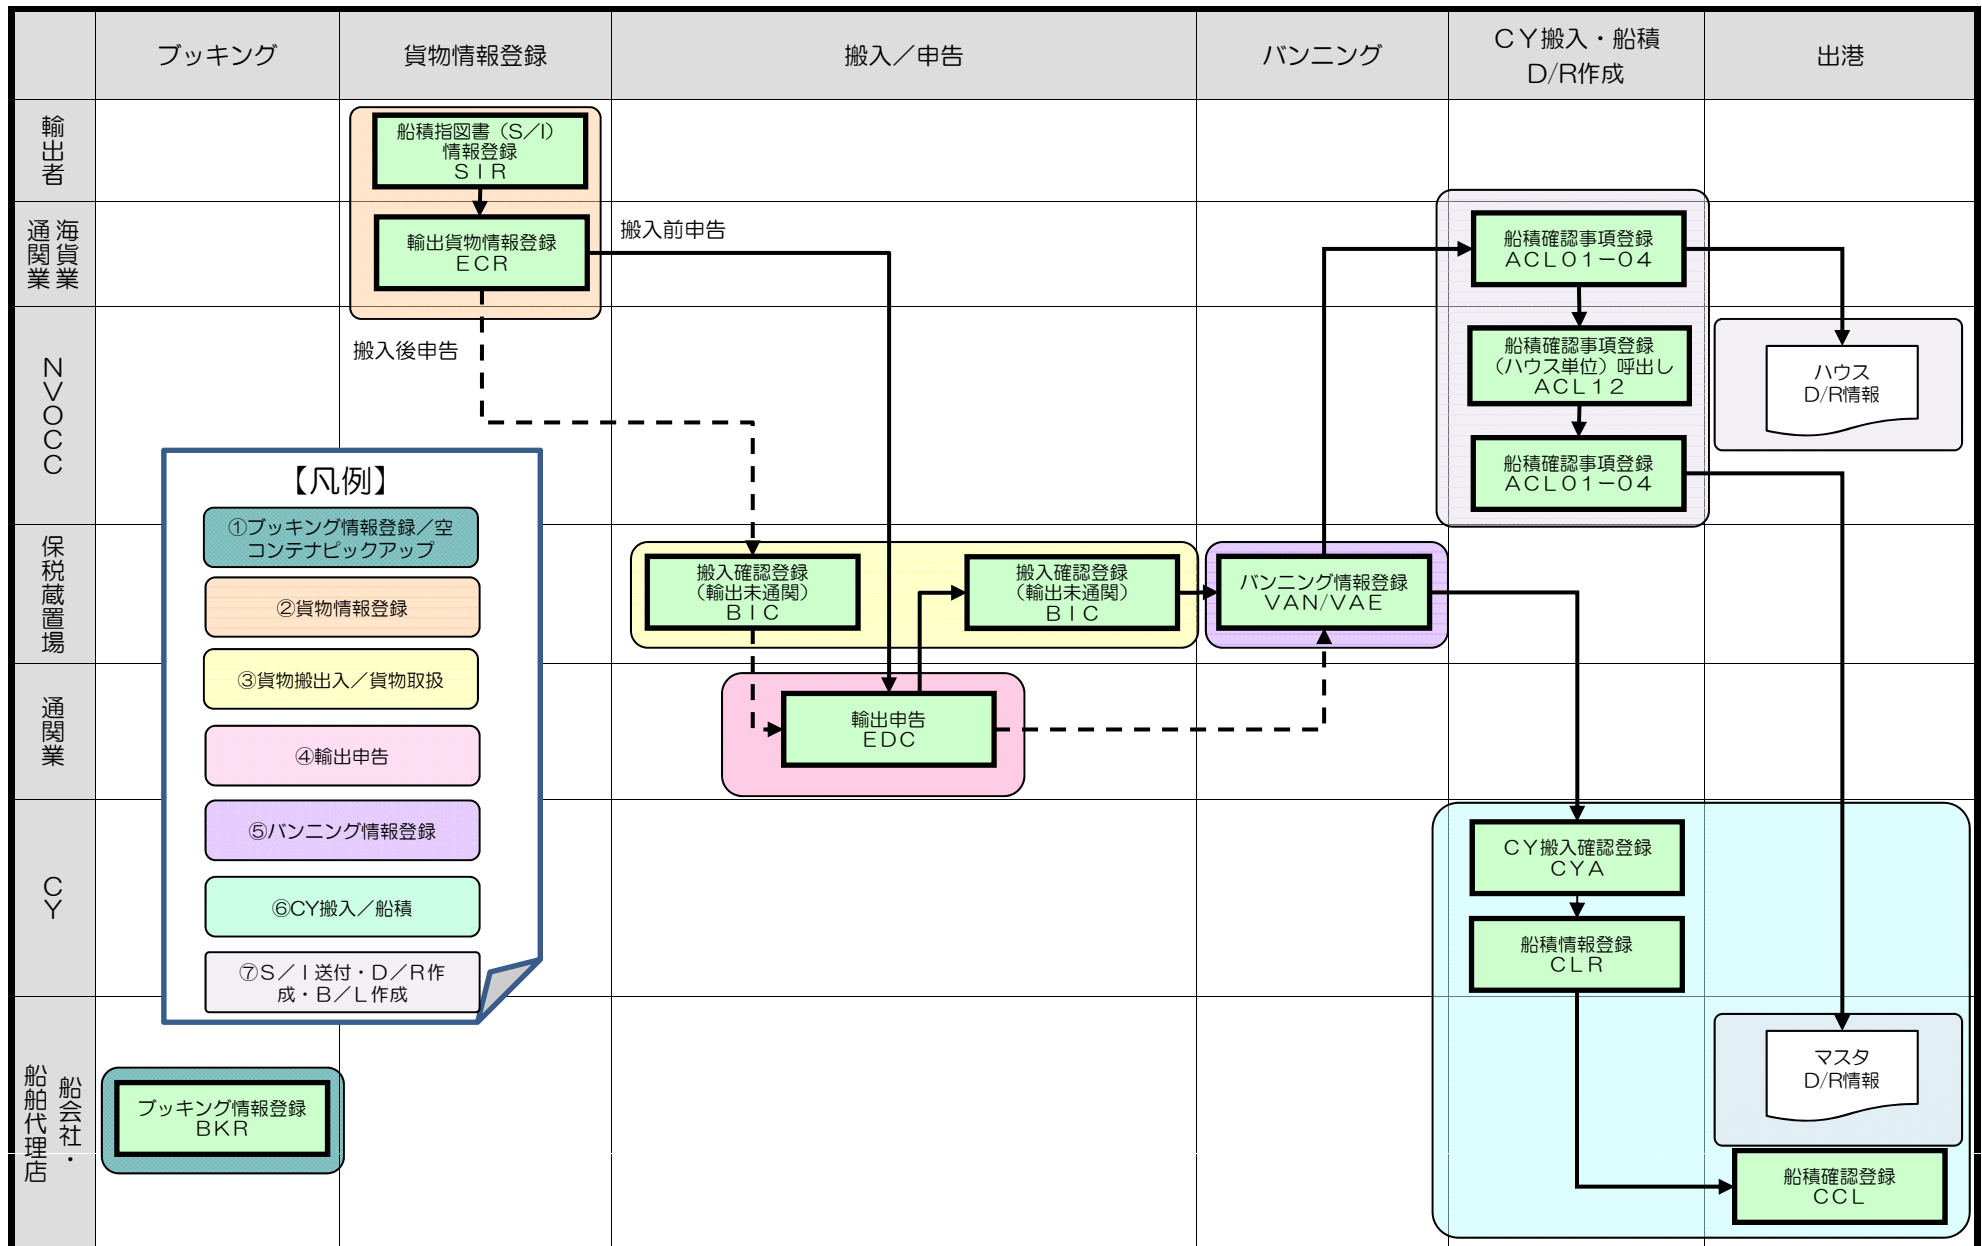 ブッキング
貨物情報登録
搬入／申告
バンニング
ＣＹ搬入・船積
D/R作成
出港
輸出者
船積指図書（S／I）
情報登録
ＳＩＲ
海貨業
通関業
輸出貨物情報登録
ＥＣＲ
搬入前申告
船積確認事項登録
ＡＣＬ０１－０４
ＮＶＯＣＣ
搬入後申告
船積確認事項登録
（ハウス単位）呼出し
ＡＣＬ１２
ハウス
D/R情報
船積確認事項登録
ＡＣＬ０１－０４
【凡例】
①ブッキング情報登録／空
コンテナピックアップ
②貨物情報登録
③貨物搬出入／貨物取扱
④輸出申告
⑤バンニング情報登録
⑥CY搬入／船積
⑦Ｓ／Ｉ送付・Ｄ／Ｒ作
成・Ｂ／Ｌ作成
保税蔵置場
搬入確認登録
（輸出未通関）
ＢＩＣ
搬入確認登録
（輸出未通関）
ＢＩＣ
バンニング情報登録
VAN/VAE
通関業
輸出申告
ＥＤＣ
ＣＹ
ＣＹ搬入確認登録
ＣＹＡ
船積情報登録
ＣＬＲ
船会社・
船舶代理店
ブッキング情報登録
ＢＫＲ
マスタ
D/R情報
船積確認登録
ＣＣＬ